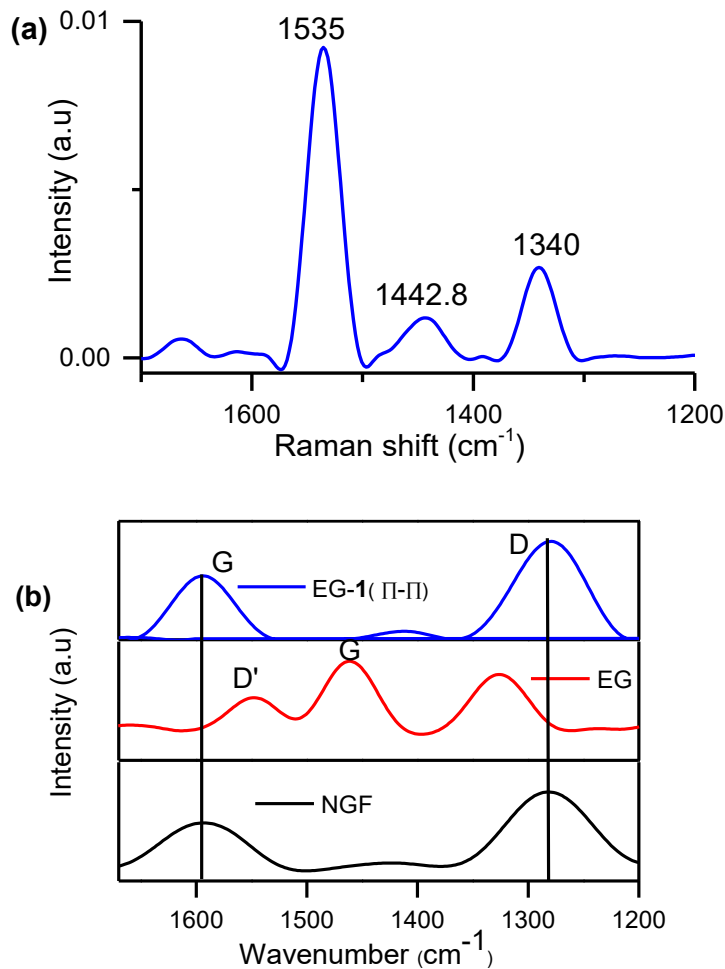 (a)
0.01
1535
1442.8
1340
Intensity (a.u)
0.00
1600
1400
1200
Raman shift (cm⁻¹)
(b)
G
D
EG-1( Π-Π)
D'
G
EG
NGF
Intensity (a.u)
1600
1500
1400
1300
1200
Wavenumber (cm⁻¹)